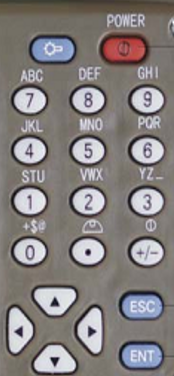 POWER
ABC DEF GHI
7 8 9
JKL MNO PQR
4 5 6
STU VWX YZ_
1 2 3
+$@
0 • +/-
ESC
ENT